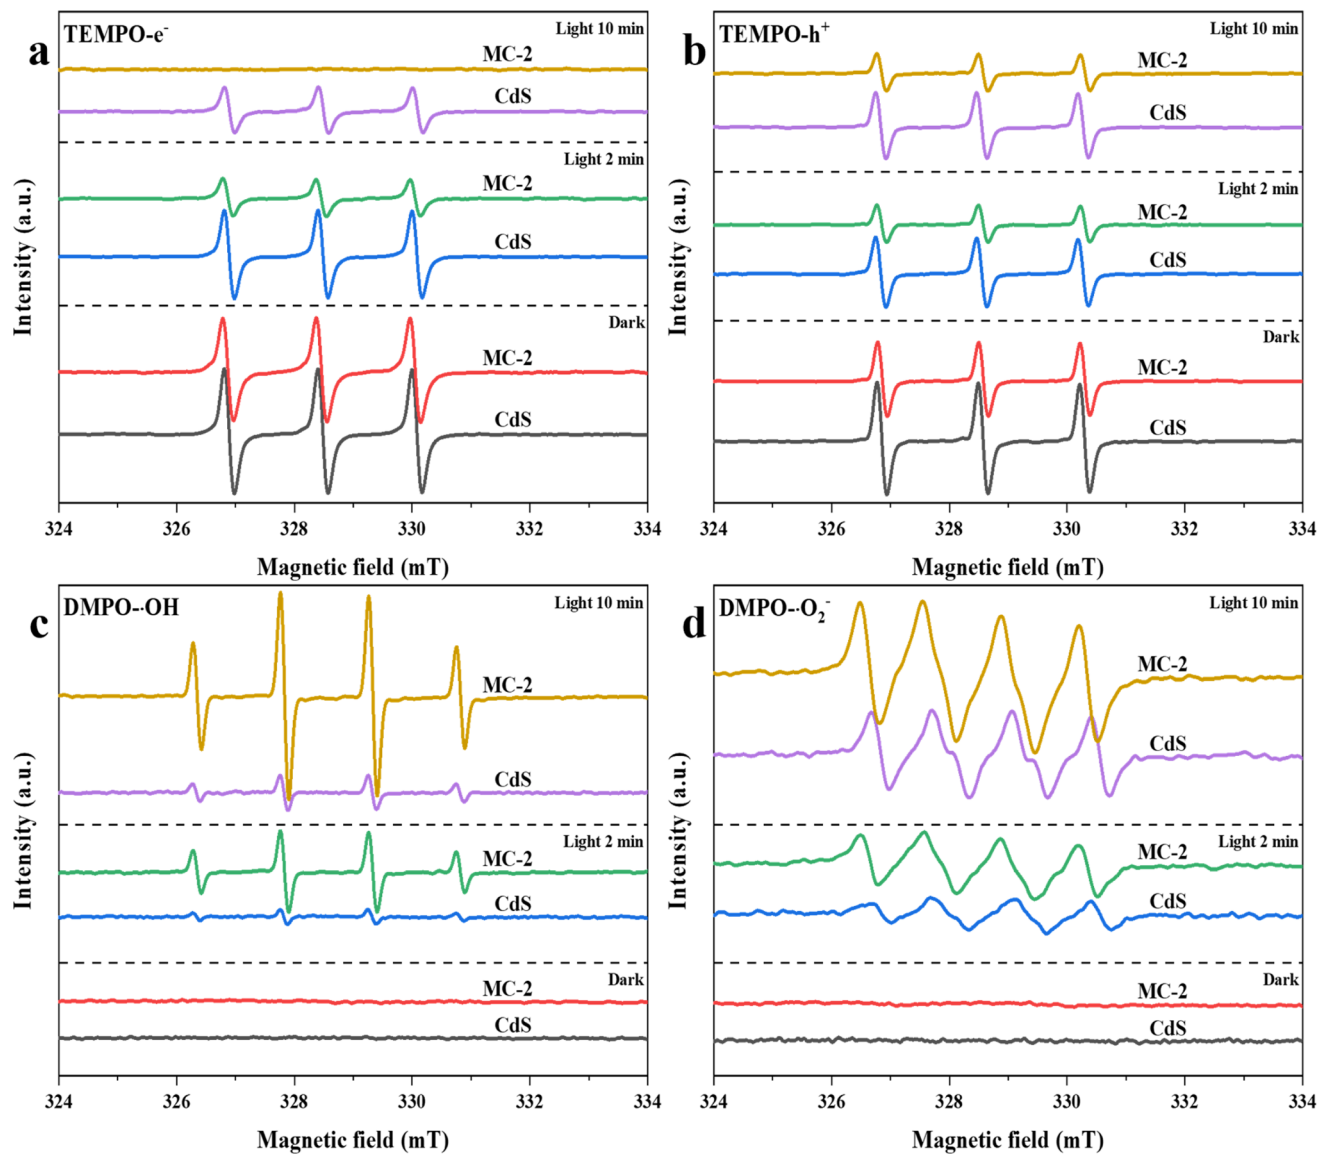 a
TEMPO-e⁻
Light 10 min
MC-2
CdS
Light 2 min
MC-2
CdS
Dark
MC-2
CdS
Intensity (a.u.)
324 326 328 330 332 334
Magnetic field (mT)
b
TEMPO-h⁺
Light 10 min
MC-2
CdS
Light 2 min
MC-2
CdS
Dark
MC-2
CdS
Intensity (a.u.)
324 326 328 330 332 334
Magnetic field (mT)
c
DMPO-·OH
Light 10 min
MC-2
CdS
Light 2 min
MC-2
CdS
Dark
MC-2
CdS
Intensity (a.u.)
324 326 328 330 332 334
Magnetic field (mT)
d
DMPO-·O₂⁻
Light 10 min
MC-2
CdS
Light 2 min
MC-2
CdS
Dark
MC-2
CdS
Intensity (a.u.)
324 326 328 330 332 334
Magnetic field (mT)